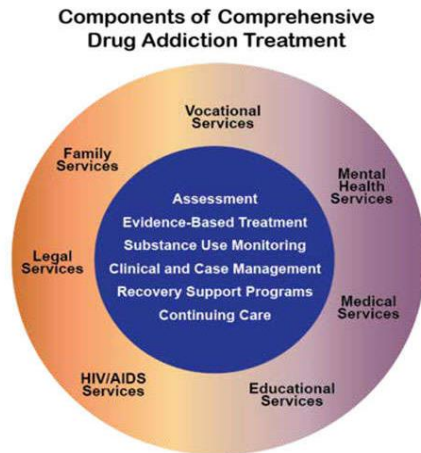 Components of Comprehensive
Drug Addiction Treatment
Vocational
Services
Family
Services
Mental
Health
Services
Legal
Services
Medical
Services
HIV/AIDS
Services
Educational
Services
Assessment
Evidence-Based Treatment
Substance Use Monitoring
Clinical and Case Management
Recovery Support Programs
Continuing Care